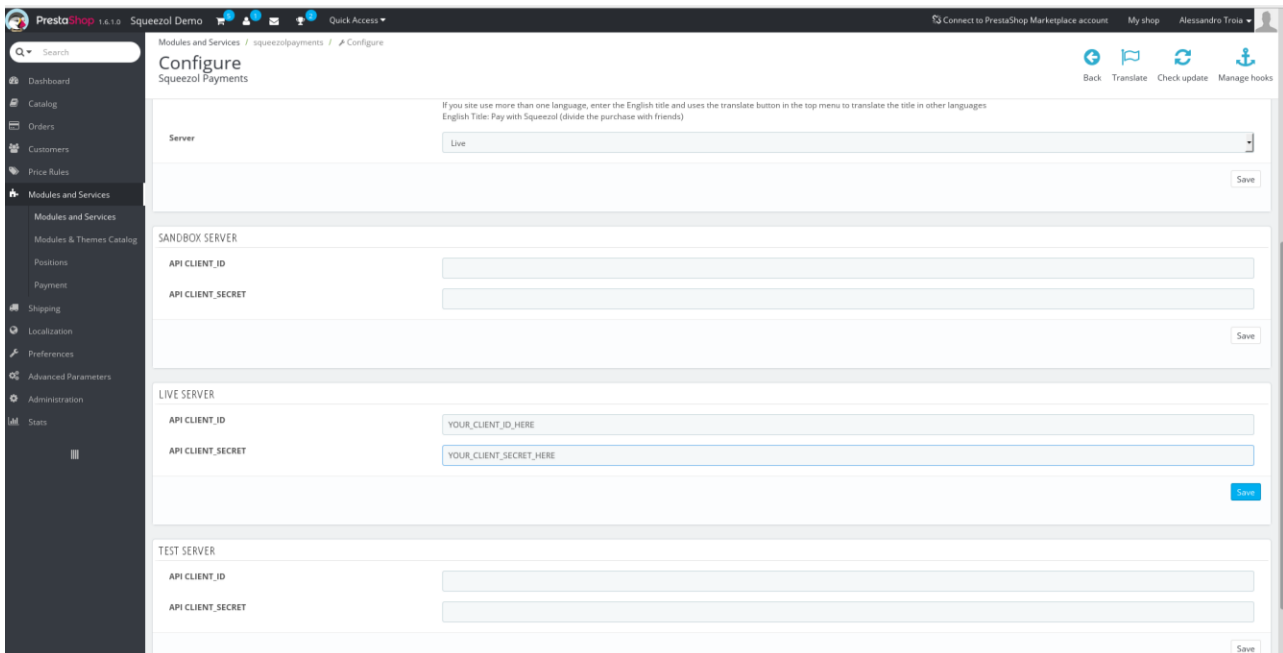 PrestaShop 1.6.1.0 Squeezol Demo 5 1 2 Quick Access Connect to PrestaShop Marketplace account My shop Alessandro Troia
Search
Dashboard
Catalog
Orders
Customers
Price Rules
Modules and Services
Modules and Services
Modules & Themes Catalog
Positions
Payment
Shipping
Localization
Preferences
Advanced Parameters
Administration
Stats
Modules and Services / squeezolpayments / Configure
Configure
Squeezol Payments
Back Translate Check update Manage hooks
If you site use more than one language, enter the English title and uses the translate button in the top menu to translate the title in other languages
English Title: Pay with Squeezol (divide the purchase with friends)
Server
Live
Save
SANDBOX SERVER
API CLIENT_ID
API CLIENT_SECRET
Save
LIVE SERVER
API CLIENT_ID
YOUR_CLIENT_ID_HERE
API CLIENT_SECRET
YOUR_CLIENT_SECRET_HERE
Save
TEST SERVER
API CLIENT_ID
API CLIENT_SECRET
Save